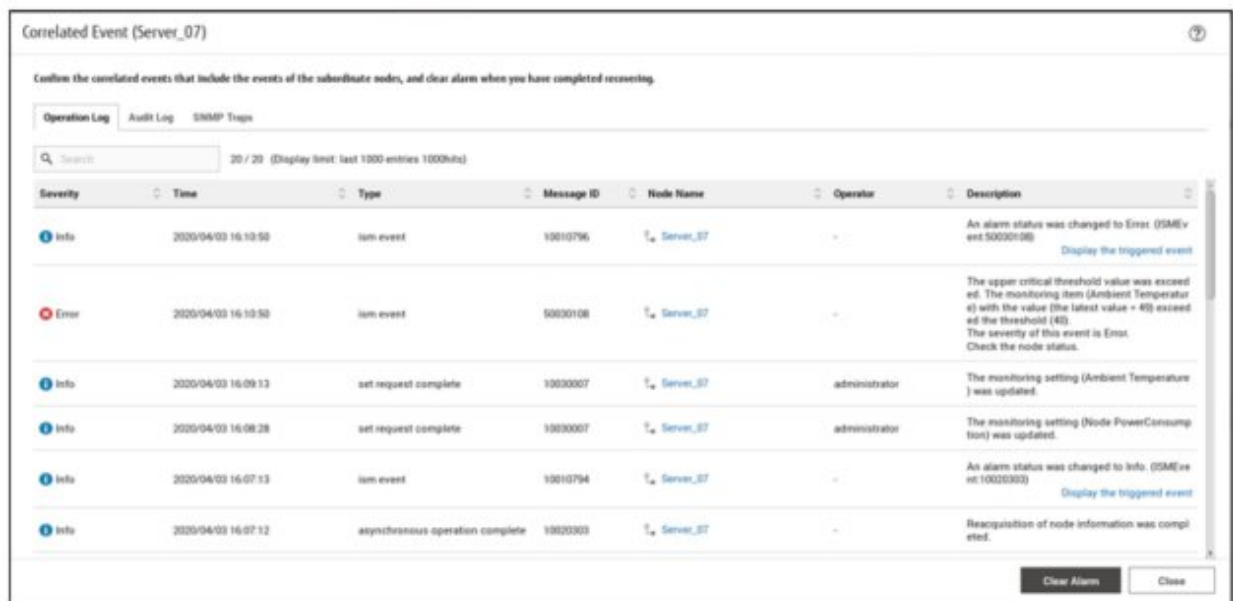 Correlated Event (Server_07)
Confirm the correlated events that include the events of the subordinate nodes, and clear alarm when you have completed recovering.
Operation Log Audit Log SNMP Traps
Search 20 / 20 (Display limit: last 1000 entries 1000hits)
Severity Time Type Message ID Node Name Operator Description
Info 2020/04/03 16:10:50 ism event 10010796 Server_07 - An alarm status was changed to Error. (ISMEv
ent:50030108)
Display the triggered event
Error 2020/04/03 16:10:50 ism event 50030108 Server_07 - The upper critical threshold value was exceed
ed. The monitoring item (Ambient Temperatur
e) with the value (the latest value = 49) exceed
ed the threshold (40).
The severity of this event is Error.
Check the node status.
Info 2020/04/03 16:09:13 set request complete 10030007 Server_07 administrator The monitoring setting (Ambient Temperature
) was updated.
Info 2020/04/03 16:08:28 set request complete 10030007 Server_07 administrator The monitoring setting (Node PowerConsump
tion) was updated.
Info 2020/04/03 16:07:13 ism event 10010794 Server_07 - An alarm status was changed to Info. (ISMEve
nt:10020303)
Display the triggered event
Info 2020/04/03 16:07:12 asynchronous operation complete 10020303 Server_07 - Reacquisition of node information was compl
eted.
Clear Alarm Close